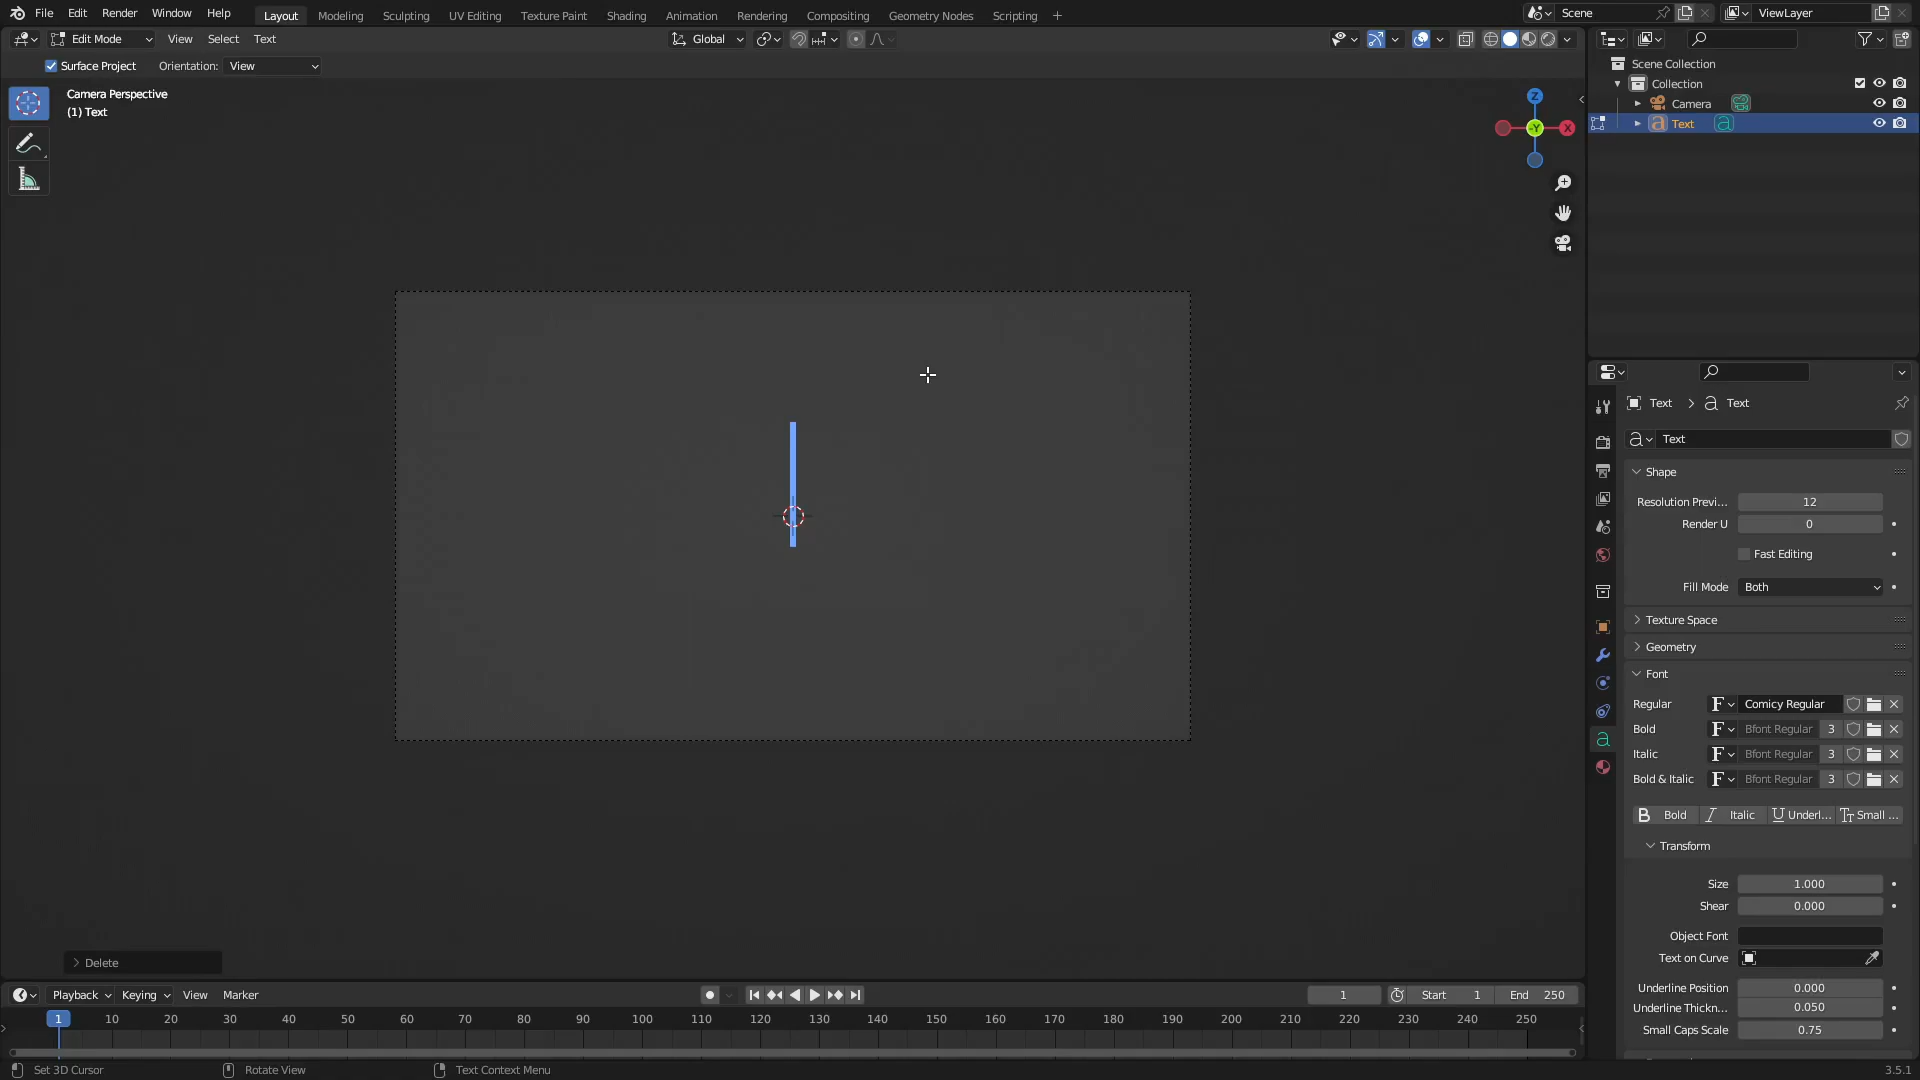 File Edit Render Window Help Layout Modeling Sculpting UV Editing Texture Paint Shading Animation Rendering Compositing Geometry Nodes Scripting + Scene ViewLayer
Edit Mode View Select Text Global
Surface Project Orientation: View
Camera Perspective
(1) Text
Z
-Y X
Scene Collection
Collection
Camera
Text
Text > Text
Text
Shape
Resolution Previ... 12
Render U 0
Fast Editing
Fill Mode Both
Texture Space
Geometry
Font
Regular F Comicy Regular
Bold F Bfont Regular 3
Italic F Bfont Regular 3
Bold & Italic F Bfont Regular 3
B Bold I Italic U Underl... Small ...
Transform
Size 1.000
Shear 0.000
Object Font
Text on Curve
Underline Position 0.000
Underline Thickn... 0.050
Small Caps Scale 0.75
Delete
Playback Keying View Marker 1 Start 1 End 250
1 10 20 30 40 50 60 70 80 90 100 110 120 130 140 150 160 170 180 190 200 210 220 230 240 250
Set 3D Cursor Rotate View Text Context Menu 3.5.1